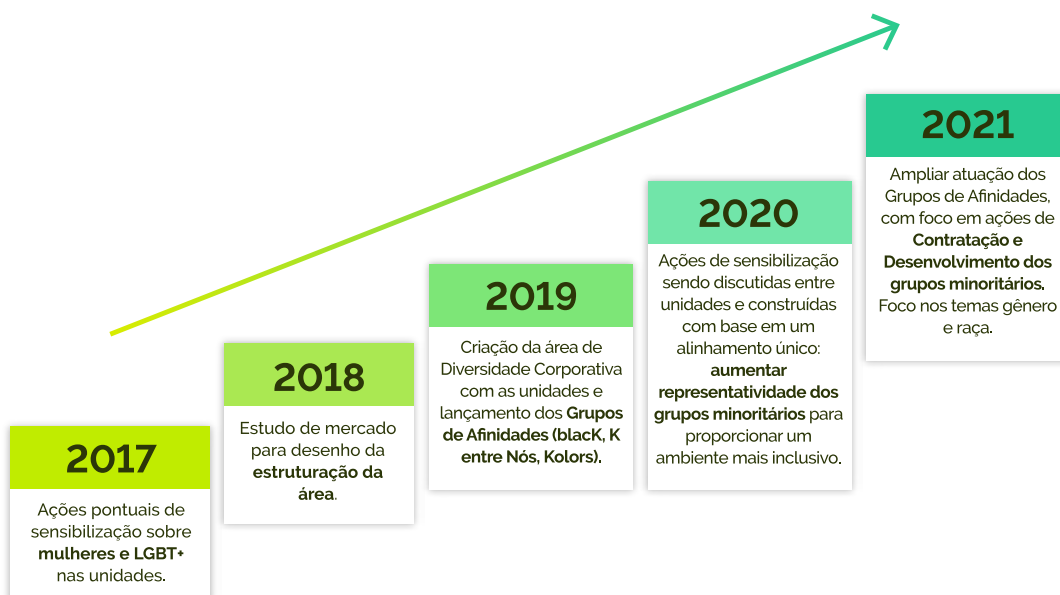 2017
Ações pontuais de
sensibilização sobre
mulheres e LGBT+
nas unidades.
2018
Estudo de mercado
para desenho da
estruturação da
área.
2019
Criação da área de
Diversidade Corporativa
com as unidades e
lançamento dos Grupos
de Afinidades (blacK, K
entre Nós, Kolors).
2020
Ações de sensibilização
sendo discutidas entre
unidades e construídas
com base em um
alinhamento único:
aumentar
representatividade dos
grupos minoritários para
proporcionar um
ambiente mais inclusivo.
2021
Ampliar atuação dos
Grupos de Afinidades,
com foco em ações de
Contratação e
Desenvolvimento dos
grupos minoritários.
Foco nos temas gênero
e raça.